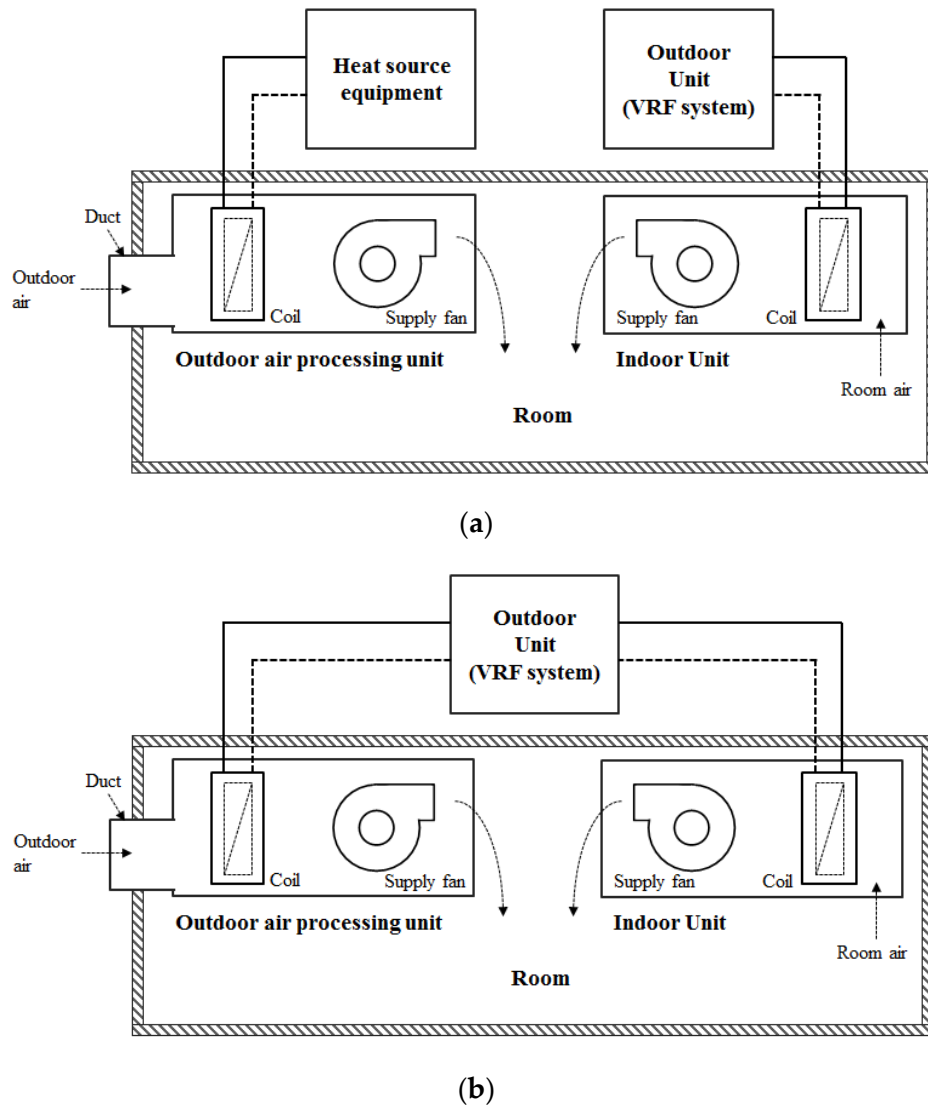 Heat source
equipment
Outdoor
Unit
(VRF system)
Duct
Outdoor
air
Coil
Supply fan
Supply fan
Coil
Outdoor air processing unit
Indoor Unit
Room air
Room
(a)
Outdoor
Unit
(VRF system)
Duct
Outdoor
air
Coil
Supply fan
Supply fan
Coil
Outdoor air processing unit
Indoor Unit
Room air
Room
(b)